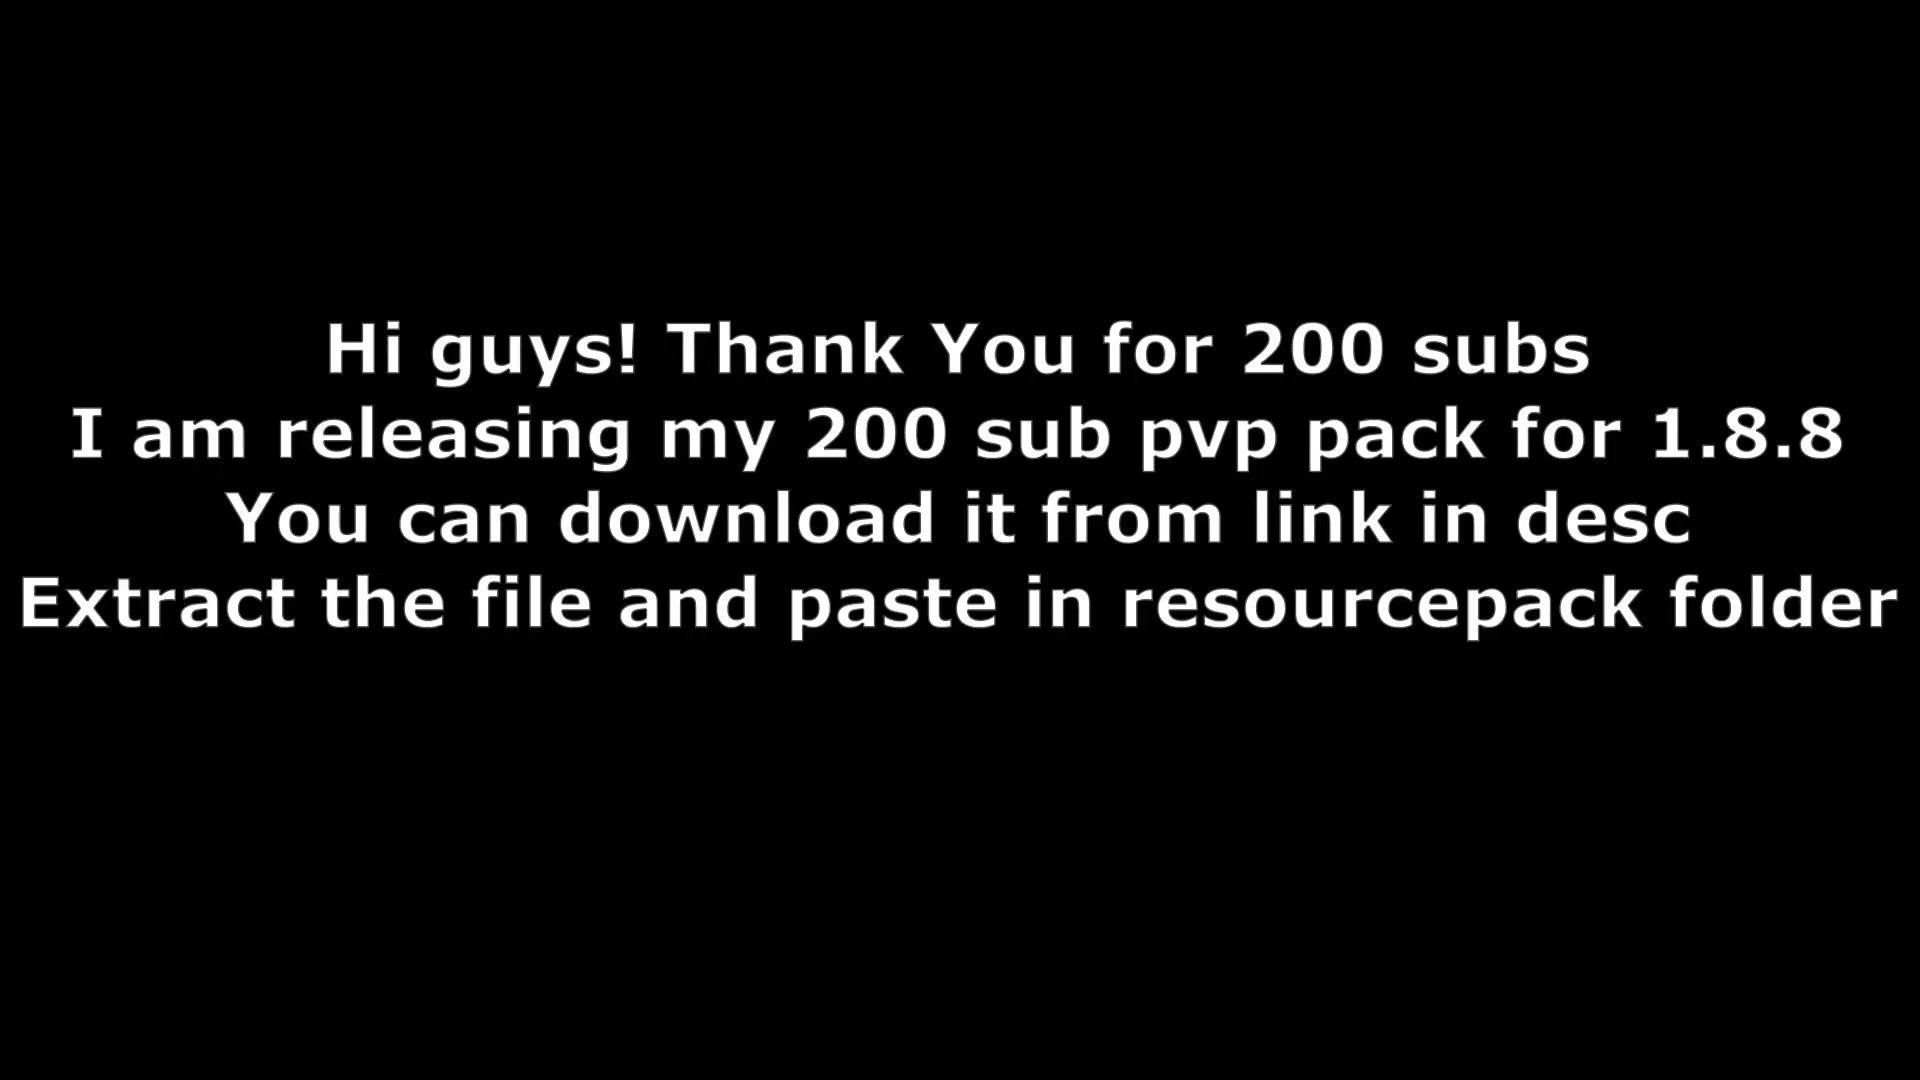 Hi guys! Thank You for 200 subs
I am releasing my 200 sub pvp pack for 1.8.8
You can download it from link in desc
Extract the file and paste in resourcepack folder